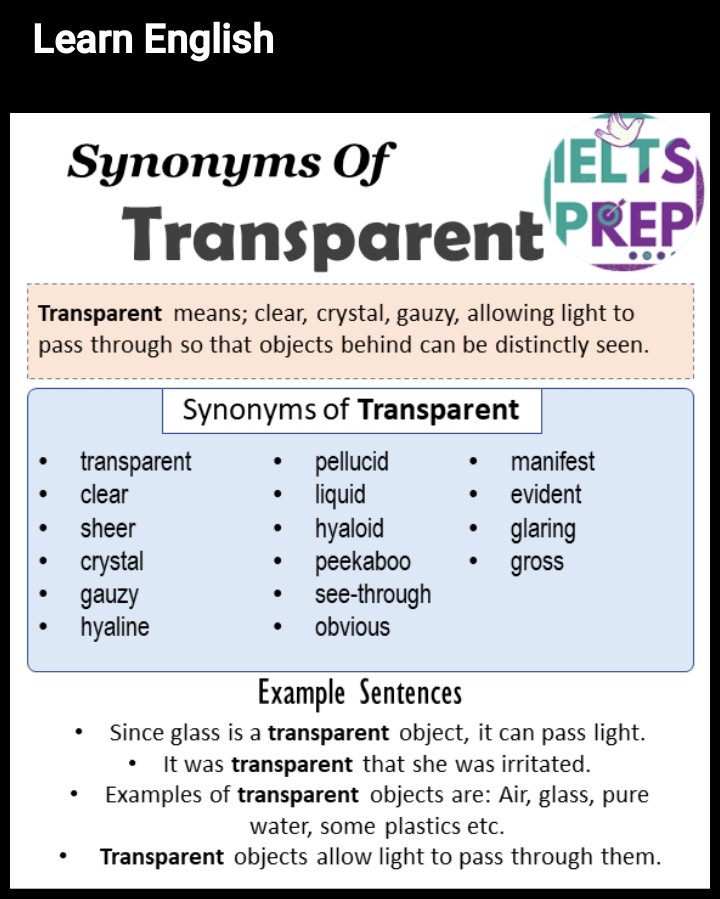 Learn English
Synonyms Of
Transparent
IELTS
PREP
Transparent means; clear, crystal, gauzy, allowing light to
pass through so that objects behind can be distinctly seen.
Synonyms of Transparent
• transparent
• clear
• sheer
• crystal
• gauzy
• hyaline
• pellucid
• liquid
• hyaloid
• peekaboo
• see-through
• obvious
• manifest
• evident
• glaring
• gross
Example Sentences
• Since glass is a transparent object, it can pass light.
• It was transparent that she was irritated.
• Examples of transparent objects are: Air, glass, pure
water, some plastics etc.
• Transparent objects allow light to pass through them.